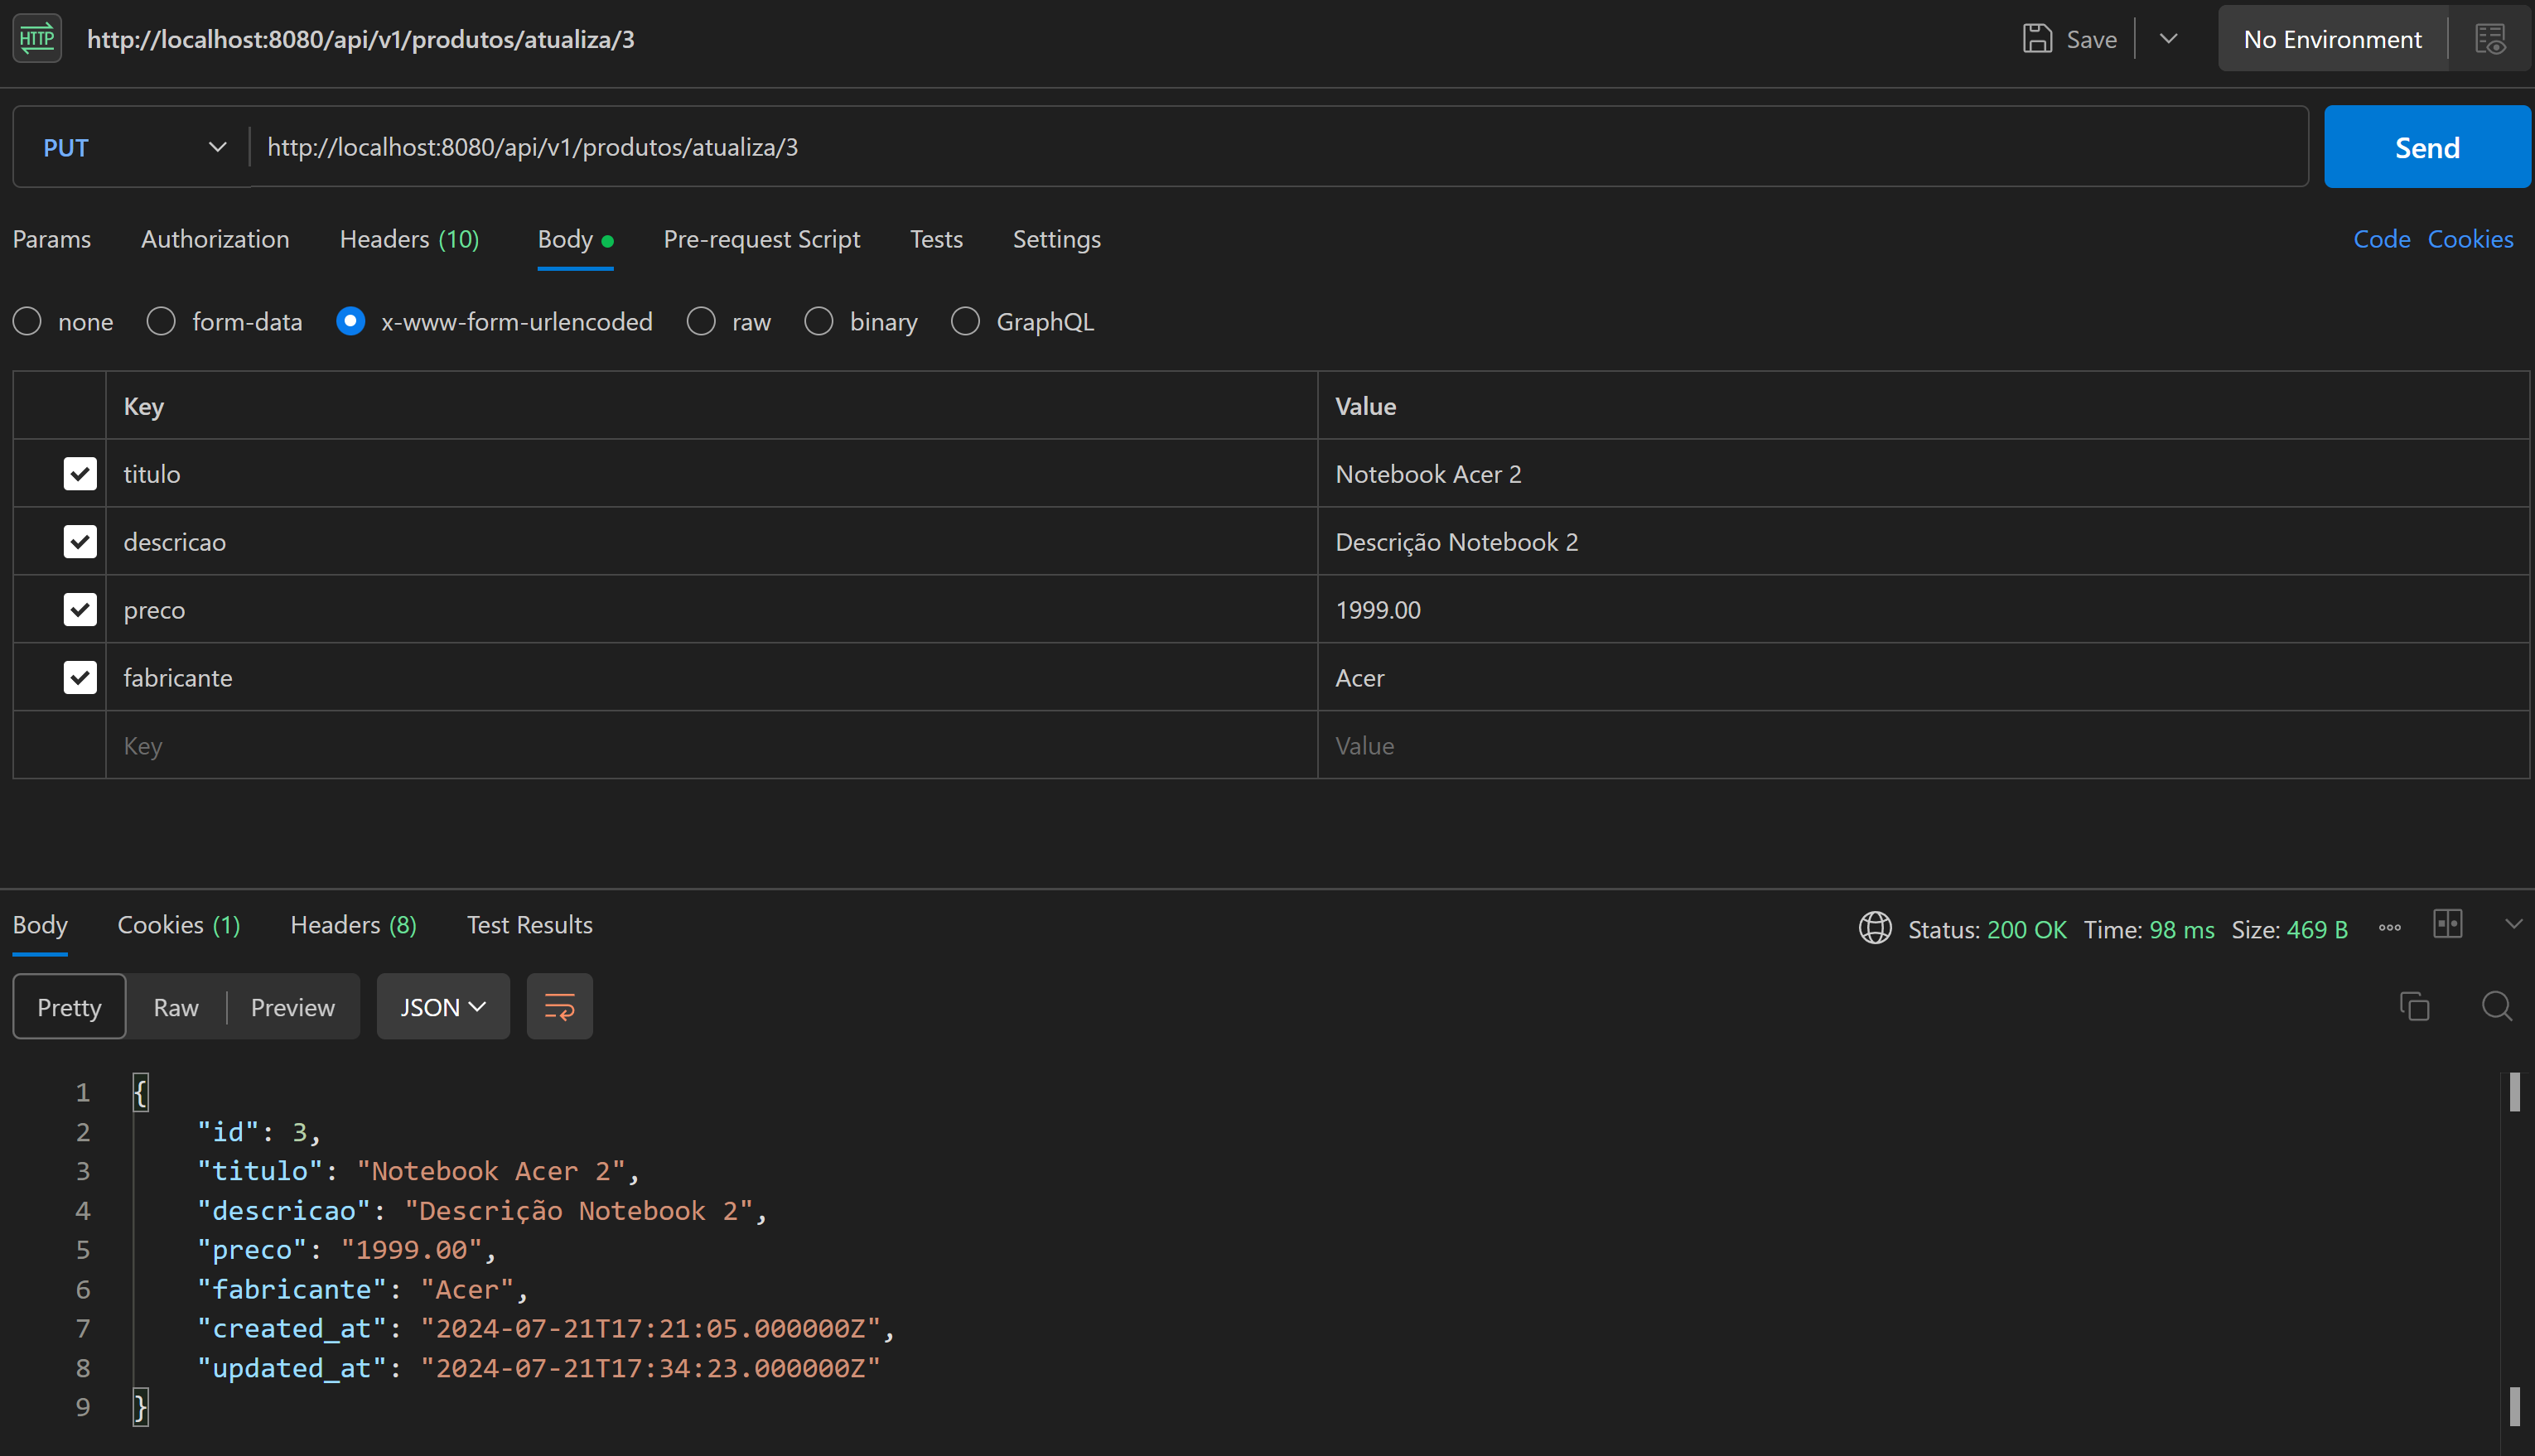 HTTP http://localhost:8080/api/v1/produtos/atualiza/3 Save No Environment
PUT http://localhost:8080/api/v1/produtos/atualiza/3 Send
Params Authorization Headers (10) Body Pre-request Script Tests Settings Code Cookies
none form-data x-www-form-urlencoded raw binary GraphQL
Key Value
titulo Notebook Acer 2
descricao Descrição Notebook 2
preco 1999.00
fabricante Acer
Key Value
Body Cookies (1) Headers (8) Test Results Status: 200 OK Time: 98 ms Size: 469 B
Pretty Raw Preview JSON
1 {
2 "id": 3,
3 "titulo": "Notebook Acer 2",
4 "descricao": "Descrição Notebook 2",
5 "preco": "1999.00",
6 "fabricante": "Acer",
7 "created_at": "2024-07-21T17:21:05.000000Z",
8 "updated_at": "2024-07-21T17:34:23.000000Z"
9 }